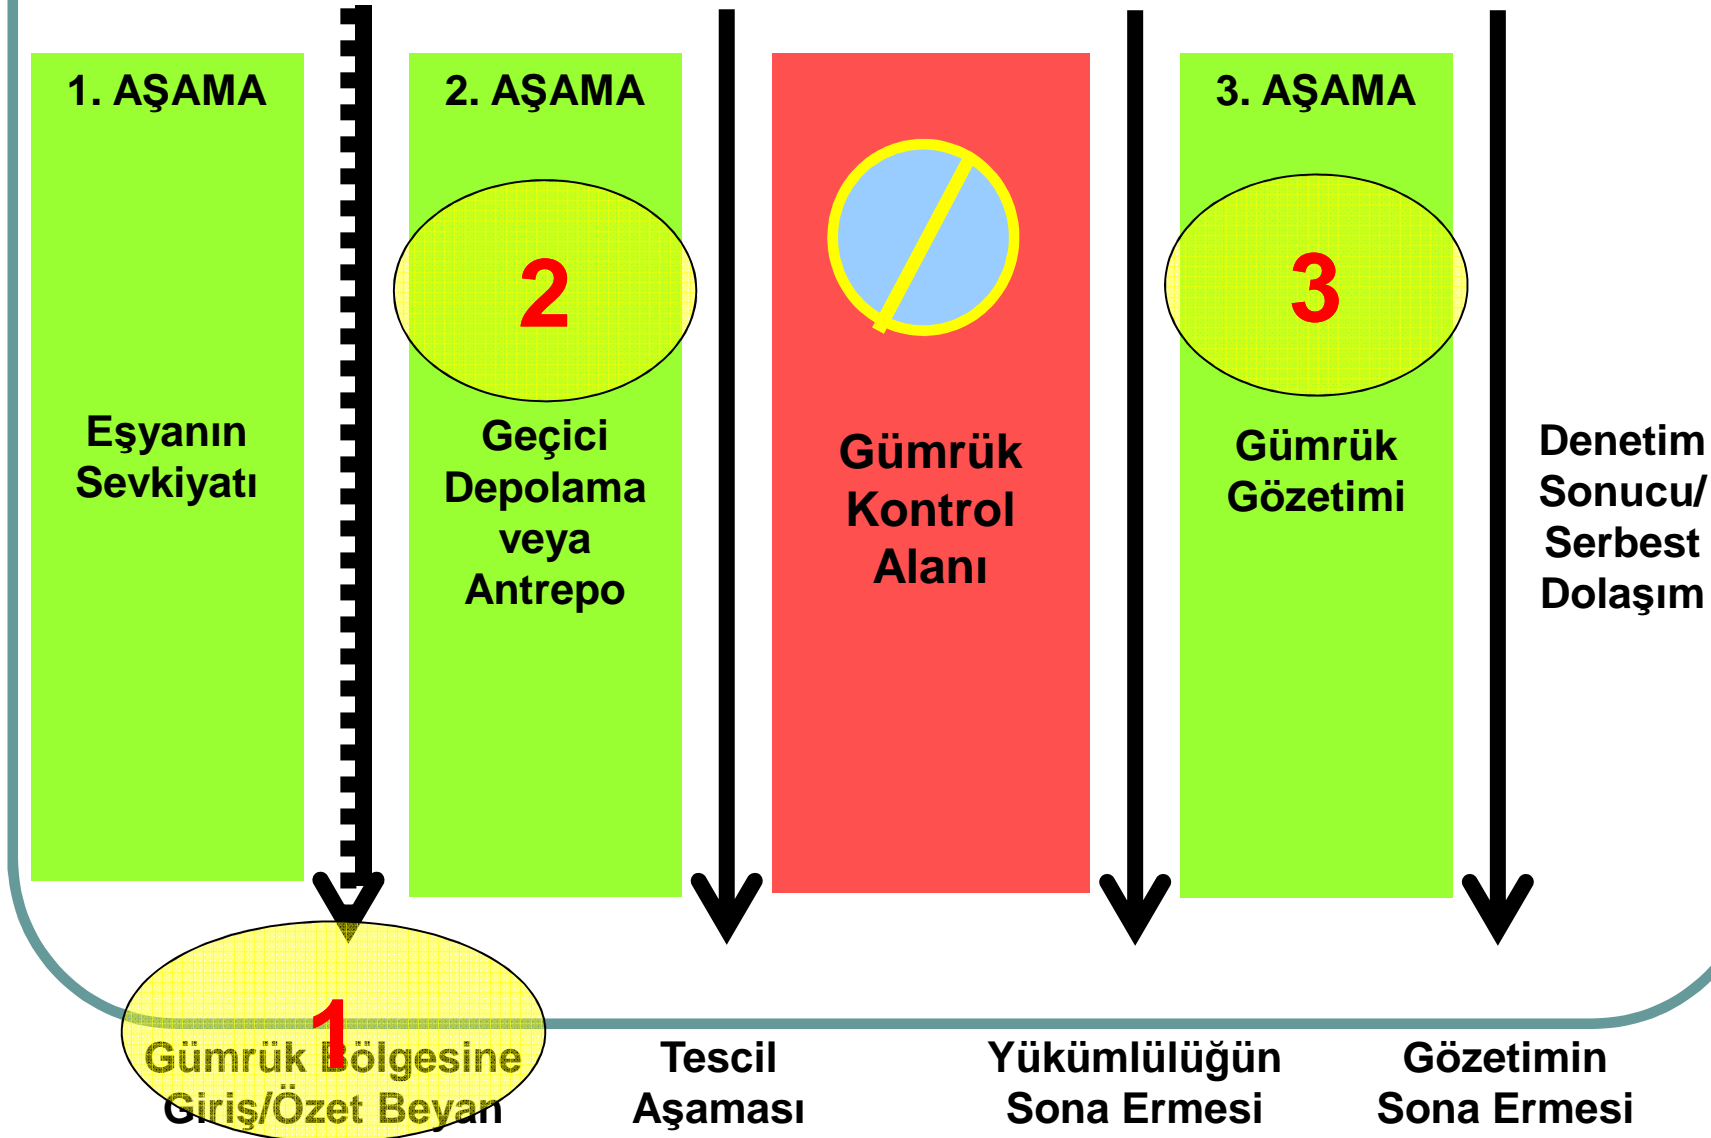 1. AŞAMA
Eşyanın
Sevkiyatı
2. AŞAMA
2
Geçici
Depolama
veya
Antrepo
Gümrük
Kontrol
Alanı
3. AŞAMA
3
Gümrük
Gözetimi
Denetim
Sonucu/
Serbest
Dolaşım
1
Gümrük Bölgesine
Giriş/Özet Beyan
Tescil
Aşaması
Yükümlülüğün
Sona Ermesi
Gözetimin
Sona Ermesi